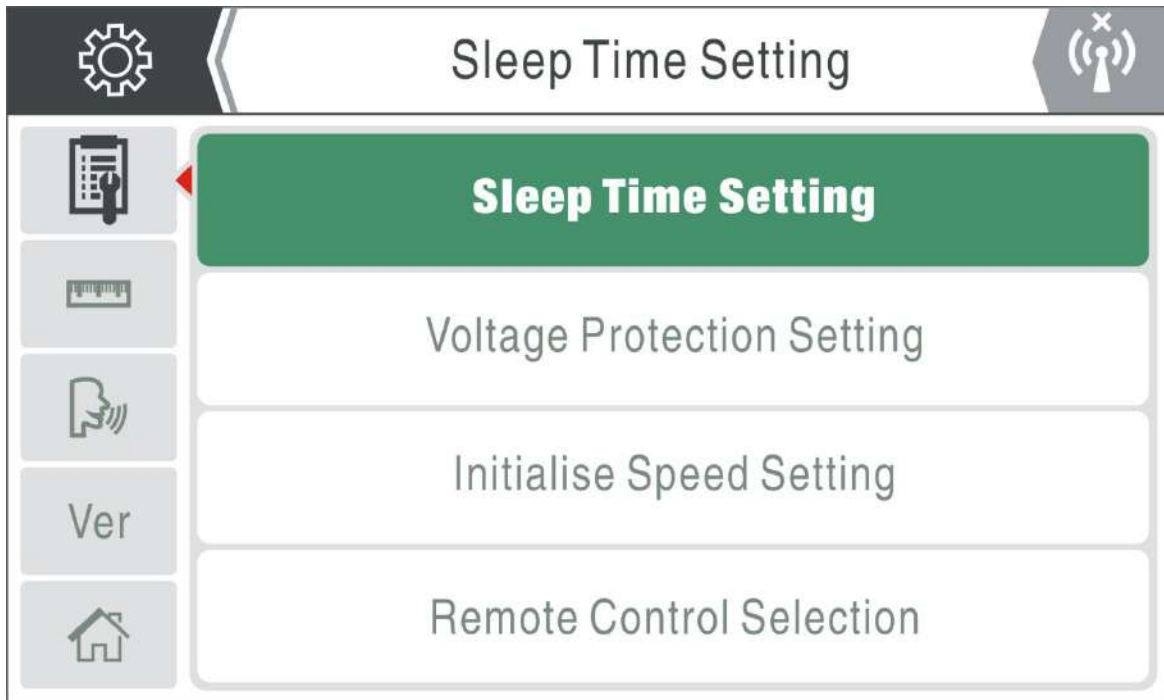 Sleep Time Setting
Sleep Time Setting
Voltage Protection Setting
Initialise Speed Setting
Ver
Remote Control Selection